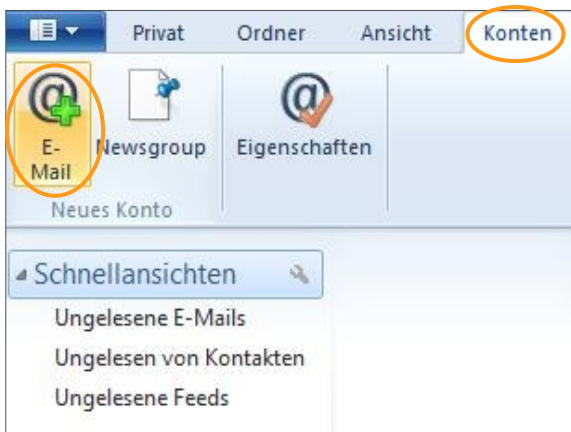 Privat Ordner Ansicht Konten
E-
Mail
Newsgroup
Eigenschaften
Neues Konto
Schnellansichten
Ungelesene E-Mails
Ungelesen von Kontakten
Ungelesene Feeds